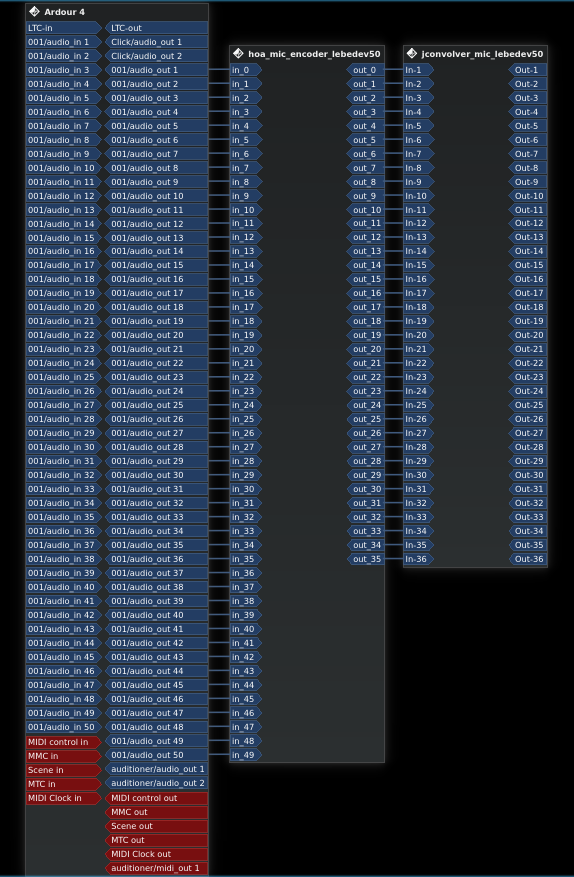 Ardour 4
LTC-in LTC-out
001/audio_in 1 Click/audio_out 1
001/audio_in 2 Click/audio_out 2
001/audio_in 3 001/audio_out 1
001/audio_in 4 001/audio_out 2
001/audio_in 5 001/audio_out 3
001/audio_in 6 001/audio_out 4
001/audio_in 7 001/audio_out 5
001/audio_in 8 001/audio_out 6
001/audio_in 9 001/audio_out 7
001/audio_in 10 001/audio_out 8
001/audio_in 11 001/audio_out 9
001/audio_in 12 001/audio_out 10
001/audio_in 13 001/audio_out 11
001/audio_in 14 001/audio_out 12
001/audio_in 15 001/audio_out 13
001/audio_in 16 001/audio_out 14
001/audio_in 17 001/audio_out 15
001/audio_in 18 001/audio_out 16
001/audio_in 19 001/audio_out 17
001/audio_in 20 001/audio_out 18
001/audio_in 21 001/audio_out 19
001/audio_in 22 001/audio_out 20
001/audio_in 23 001/audio_out 21
001/audio_in 24 001/audio_out 22
001/audio_in 25 001/audio_out 23
001/audio_in 26 001/audio_out 24
001/audio_in 27 001/audio_out 25
001/audio_in 28 001/audio_out 26
001/audio_in 29 001/audio_out 27
001/audio_in 30 001/audio_out 28
001/audio_in 31 001/audio_out 29
001/audio_in 32 001/audio_out 30
001/audio_in 33 001/audio_out 31
001/audio_in 34 001/audio_out 32
001/audio_in 35 001/audio_out 33
001/audio_in 36 001/audio_out 34
001/audio_in 37 001/audio_out 35
001/audio_in 38 001/audio_out 36
001/audio_in 39 001/audio_out 37
001/audio_in 40 001/audio_out 38
001/audio_in 41 001/audio_out 39
001/audio_in 42 001/audio_out 40
001/audio_in 43 001/audio_out 41
001/audio_in 44 001/audio_out 42
001/audio_in 45 001/audio_out 43
001/audio_in 46 001/audio_out 44
001/audio_in 47 001/audio_out 45
001/audio_in 48 001/audio_out 46
001/audio_in 49 001/audio_out 47
001/audio_in 50 001/audio_out 48
MIDI control in 001/audio_out 49
MMC in 001/audio_out 50
Scene in auditioner/audio_out 1
MTC in auditioner/audio_out 2
MIDI Clock in MIDI control out
MMC out
Scene out
MTC out
MIDI Clock out
auditioner/midi_out 1
hoa_mic_encoder_lebedev50
in_0 out_0
in_1 out_1
in_2 out_2
in_3 out_3
in_4 out_4
in_5 out_5
in_6 out_6
in_7 out_7
in_8 out_8
in_9 out_9
in_10 out_10
in_11 out_11
in_12 out_12
in_13 out_13
in_14 out_14
in_15 out_15
in_16 out_16
in_17 out_17
in_18 out_18
in_19 out_19
in_20 out_20
in_21 out_21
in_22 out_22
in_23 out_23
in_24 out_24
in_25 out_25
in_26 out_26
in_27 out_27
in_28 out_28
in_29 out_29
in_30 out_30
in_31 out_31
in_32 out_32
in_33 out_33
in_34 out_34
in_35 out_35
in_36
in_37
in_38
in_39
in_40
in_41
in_42
in_43
in_44
in_45
in_46
in_47
in_48
in_49
jconvolver_mic_lebedev50
In-1 Out-1
In-2 Out-2
In-3 Out-3
In-4 Out-4
In-5 Out-5
In-6 Out-6
In-7 Out-7
In-8 Out-8
In-9 Out-9
In-10 Out-10
In-11 Out-11
In-12 Out-12
In-13 Out-13
In-14 Out-14
In-15 Out-15
In-16 Out-16
In-17 Out-17
In-18 Out-18
In-19 Out-19
In-20 Out-20
In-21 Out-21
In-22 Out-22
In-23 Out-23
In-24 Out-24
In-25 Out-25
In-26 Out-26
In-27 Out-27
In-28 Out-28
In-29 Out-29
In-30 Out-30
In-31 Out-31
In-32 Out-32
In-33 Out-33
In-34 Out-34
In-35 Out-35
In-36 Out-36